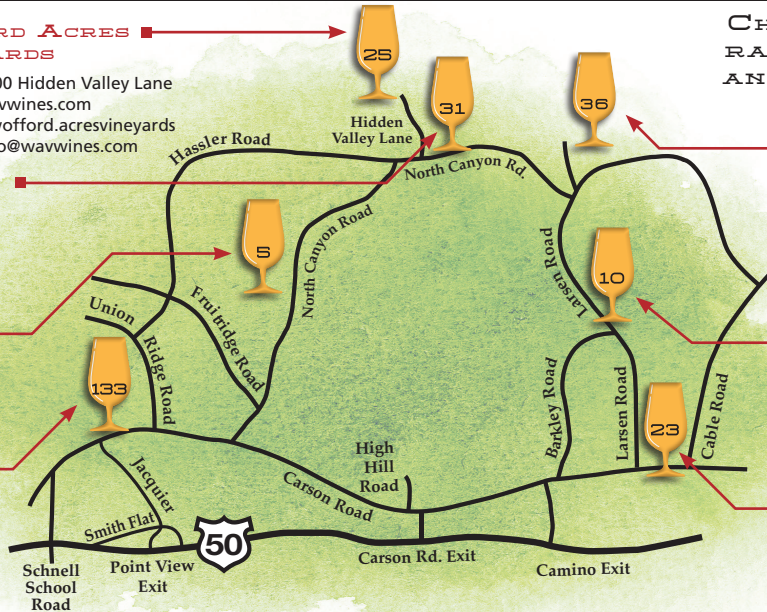 RD ACRES
ARDS
00 Hidden Valley Lane
vwines.com
wofford.acresvineyards
o@wavwines.com
CH
RA
AN
25
31
36
Hidden
Valley Lane
Hassler Road
North Canyon Rd.
5
North Canyon Road
Larsen Road
10
Union
Ridge Road
Fruitridge Road
133
Barkley Road
Larsen Road
23
Cable Road
High
Hill
Road
Carson Road
Jacquier
Smith Flat
50
Schnell
School
Road
Point View
Exit
Carson Rd. Exit
Camino Exit